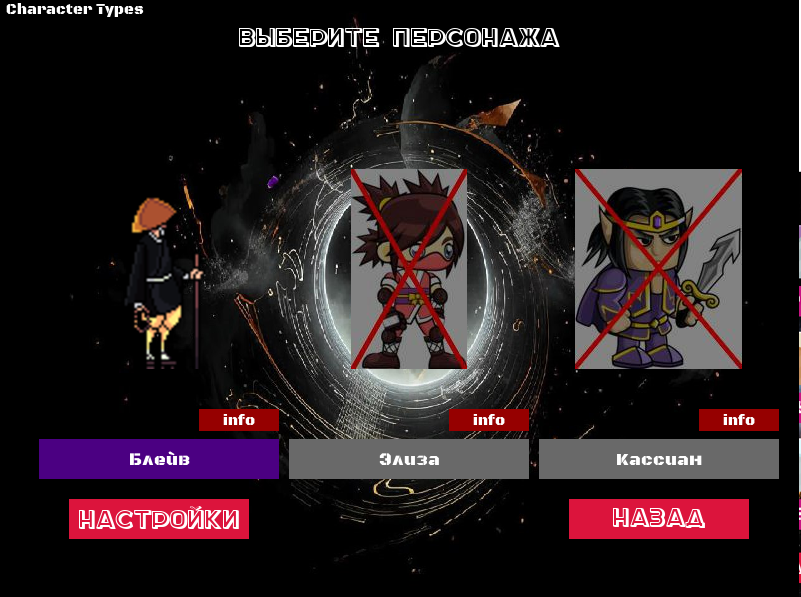 Character Types
ВЫБЕРИТЕ ПЕРСОНАЖА
info
info
info
Блейв
Элиза
Кассиан
НАСТРОЙКИ
НАЗАД